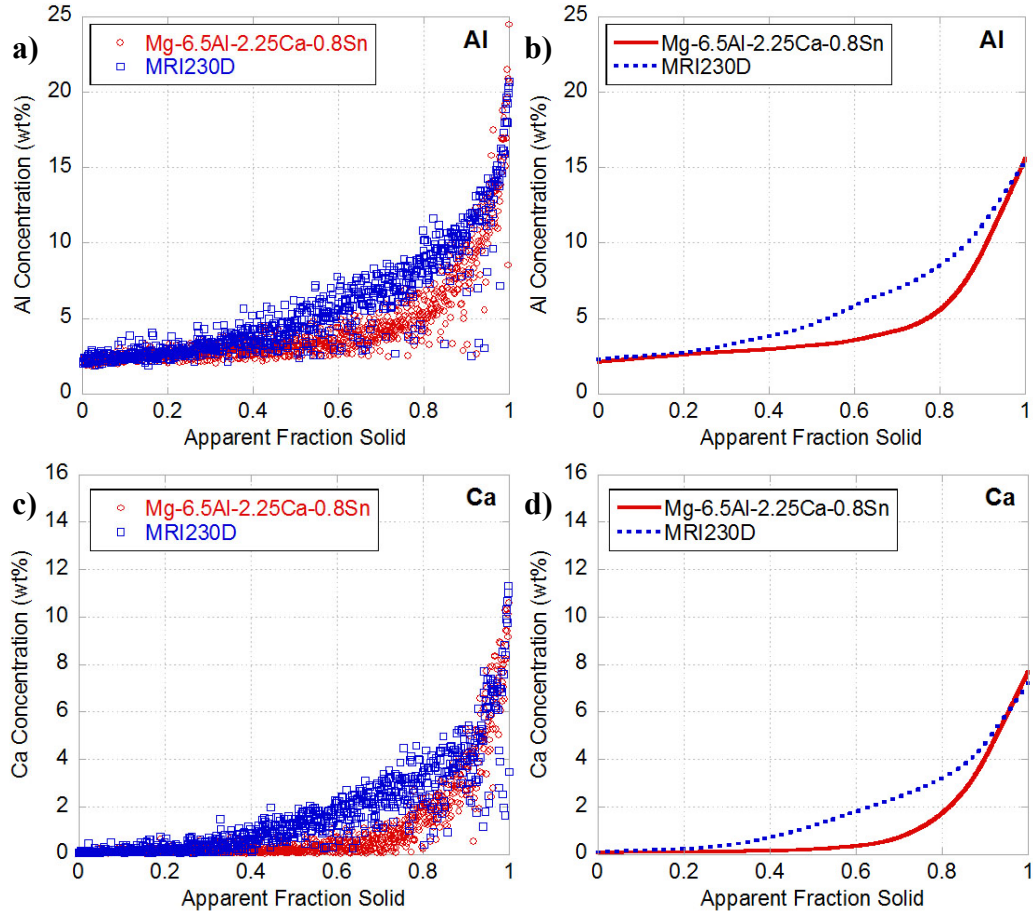 a)
Al
Mg-6.5Al-2.25Ca-0.8Sn
MRI230D
25
20
15
10
5
0
Al Concentration (wt%)
0
0.2
0.4
0.6
0.8
1
Apparent Fraction Solid
b)
Al
Mg-6.5Al-2.25Ca-0.8Sn
MRI230D
25
20
15
10
5
0
Al Concentration (wt%)
0
0.2
0.4
0.6
0.8
1
Apparent Fraction Solid
c)
Ca
Mg-6.5Al-2.25Ca-0.8Sn
MRI230D
16
14
12
10
8
6
4
2
0
Ca Concentration (wt%)
0
0.2
0.4
0.6
0.8
1
Apparent Fraction Solid
d)
Ca
Mg-6.5Al-2.25Ca-0.8Sn
MRI230D
16
14
12
10
8
6
4
2
0
Ca Concentration (wt%)
0
0.2
0.4
0.6
0.8
1
Apparent Fraction Solid